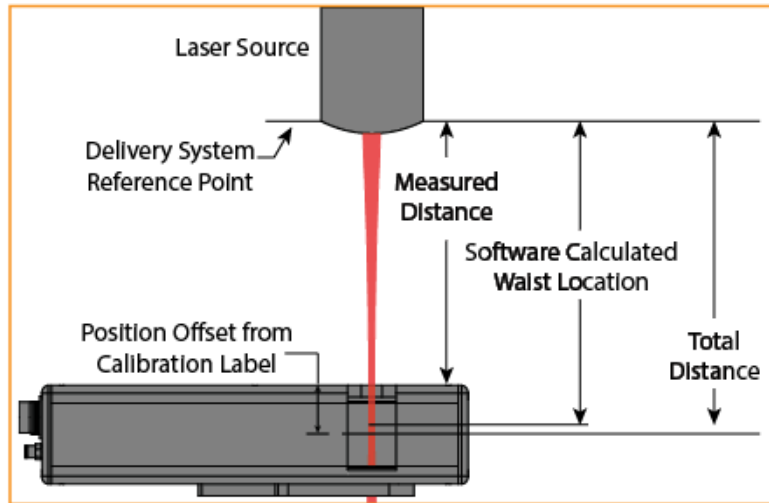 Laser Source
Delivery System
Reference Point
Measured
Distance
Software Calculated
Waist Location
Position Offset from
Calibration Label
Total
Distance